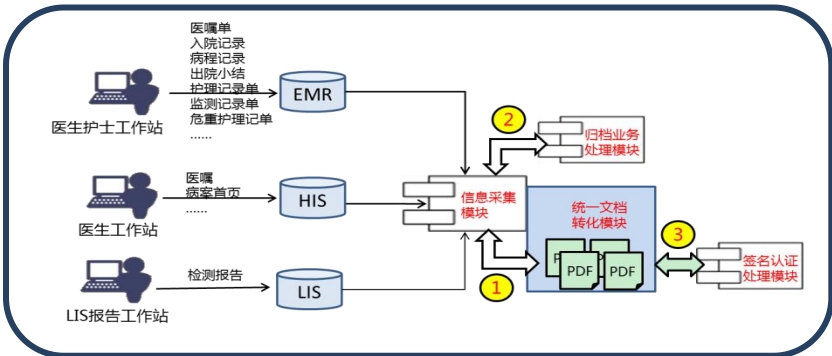 医嘱单
入院记录
病程记录
出院小结
护理记录单
监测记录单
危重护理记单
......
医生护士工作站
EMR
2
归档业务
处理模块
医嘱
病案首页
......
医生工作站
HIS
信息采集
模块
统一文档
转化模块
3
签名认证
处理模块
PDF
PDF
1
检测报告
LIS
LIS报告工作站